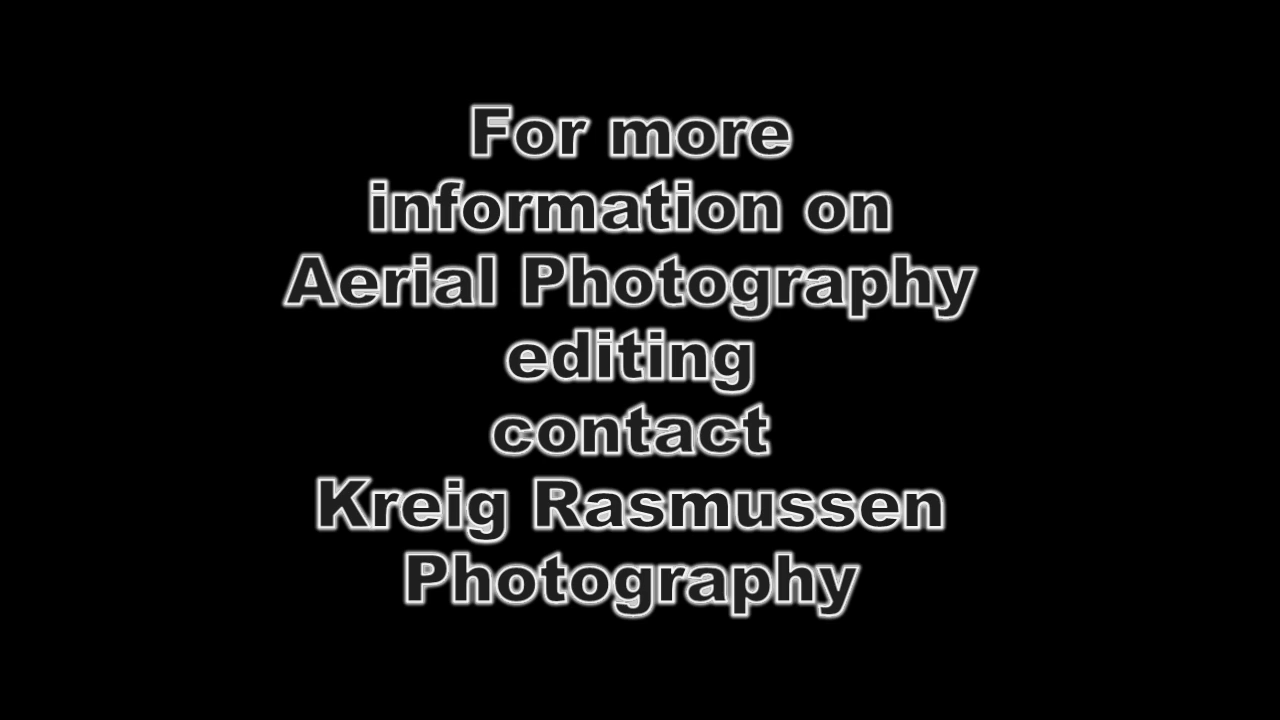 For more
information on
Aerial Photography
editing
contact
Kreig Rasmussen
Photography